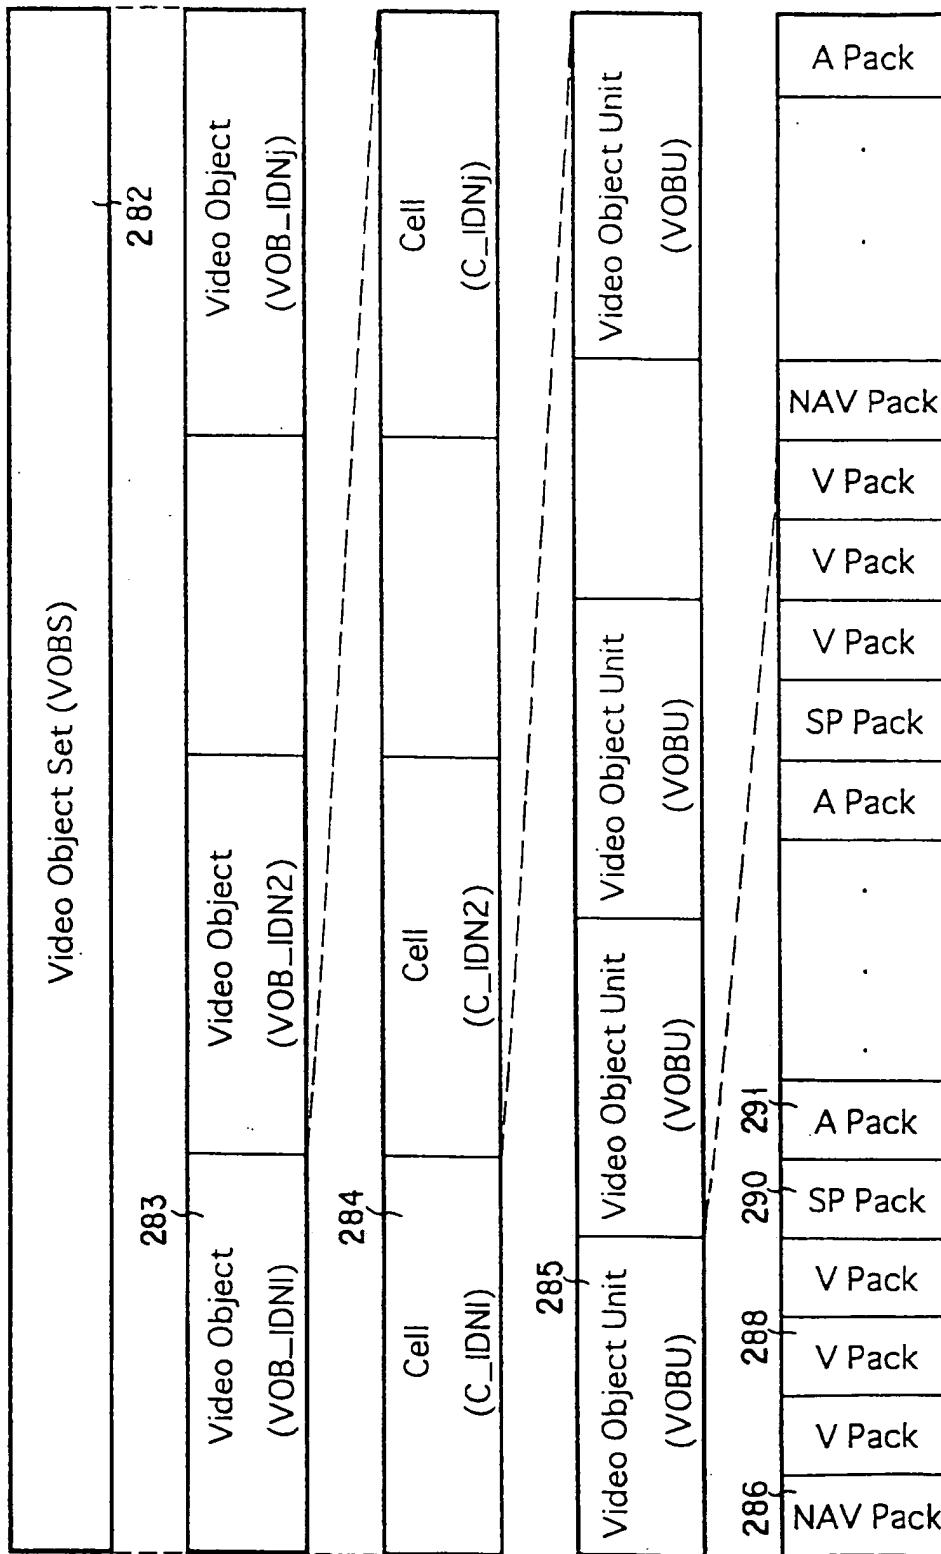 Video Object Set (VOBS)
282
283
Video Object
(VOB_IDN1)
Video Object
(VOB_IDN2)
Video Object
(VOB_IDNj)
284
Cell
(C_IDN1)
Cell
(C_IDN2)
Cell
(C_IDNj)
285
Video Object Unit
(VOBU)
Video Object Unit
(VOBU)
Video Object Unit
(VOBU)
Video Object Unit
(VOBU)
286
288
290
291
NAV Pack
V Pack
V Pack
V Pack
SP Pack
A Pack
A Pack
SP Pack
V Pack
V Pack
V Pack
NAV Pack
A Pack